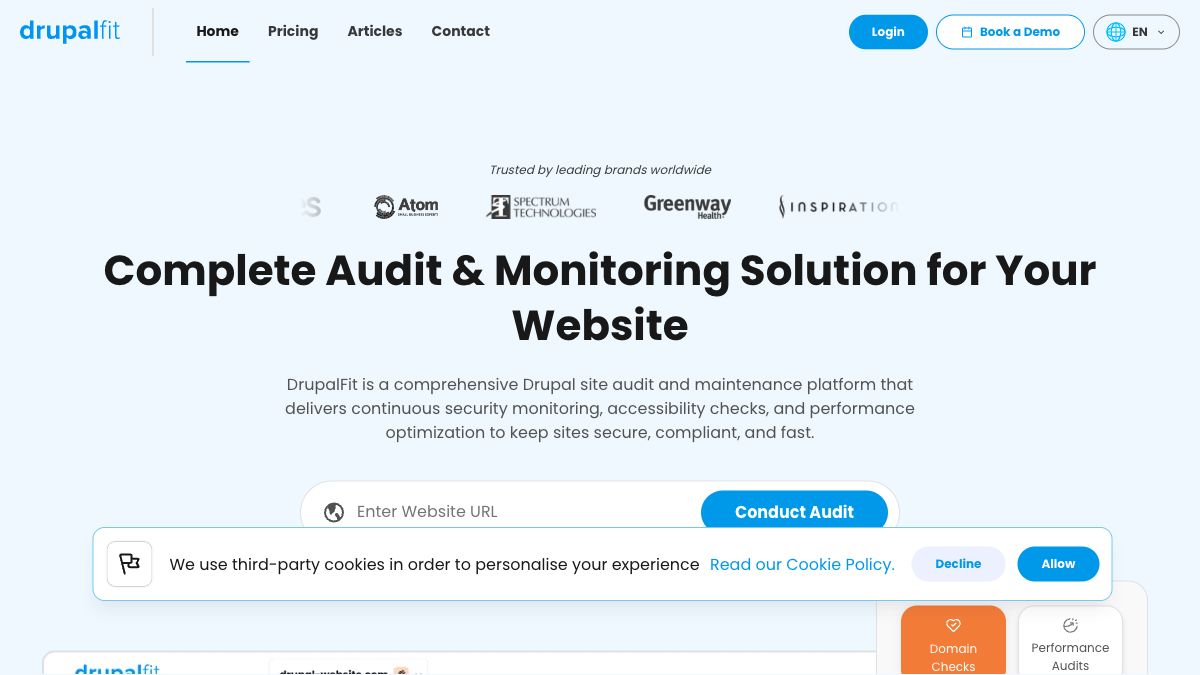 drupalfit
Home
Pricing
Articles
Contact
Login
Book a Demo
EN
Trusted by leading brands worldwide
Atom
SPECTRUM
TECHNOLOGIES
Greenway
Health
INSPIRATION
Complete Audit & Monitoring Solution for Your
Website
DrupalFit is a comprehensive Drupal site audit and maintenance platform that
delivers continuous security monitoring, accessibility checks, and performance
optimization to keep sites secure, compliant, and fast.
Enter Website URL
Conduct Audit
We use third-party cookies in order to personalise your experience Read our Cookie Policy.
Decline
Allow
Domain
Checks
Performance
Audits
drupalfit
drupal-website.com